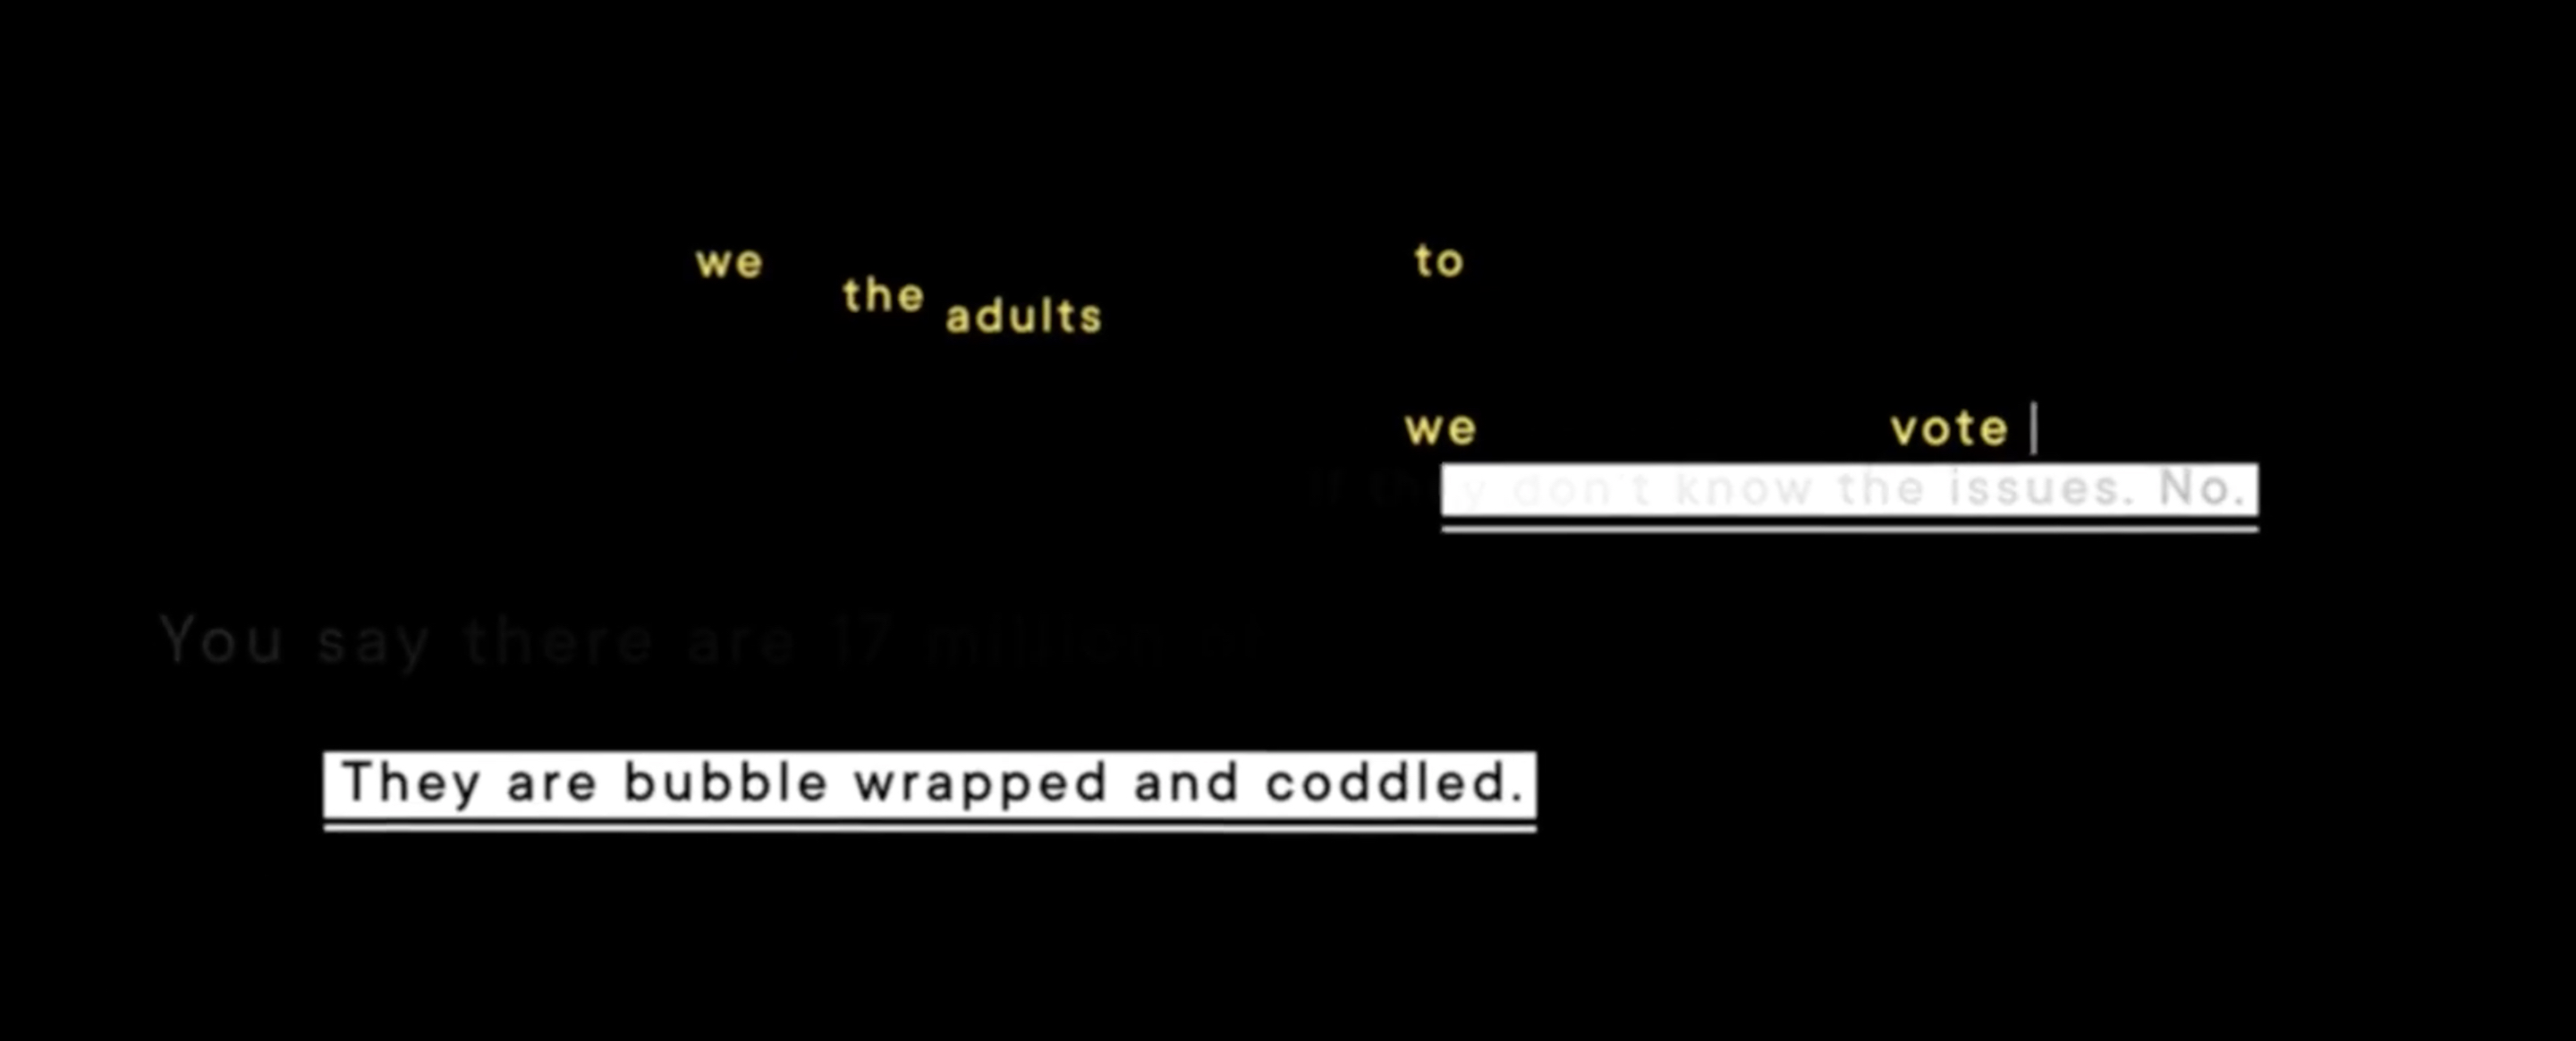 we to
the adults
we vote
they don't know the issues. No.
You say there are 17 million of
They are bubble wrapped and coddled.